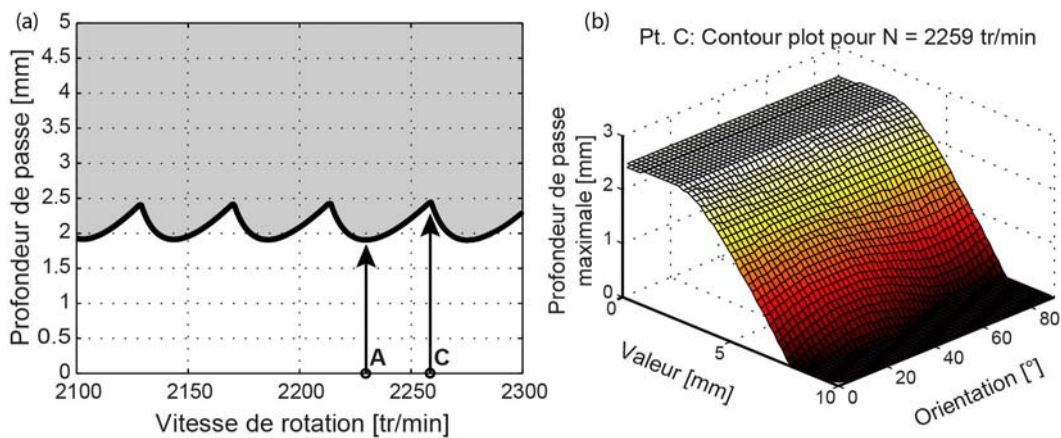 (a)
Profondeur de passe [mm]
5
4.5
4
3.5
3
2.5
2
1.5
1
0.5
0
A
C
2100
2150
2200
2250
2300
Vitesse de rotation [tr/min]
(b)
Pt. C: Contour plot pour N = 2259 tr/min
Profondeur de passe
maximale [mm]
3
2
1
0
0
5
10
Valeur [mm]
0
20
40
60
80
Orientation [°]